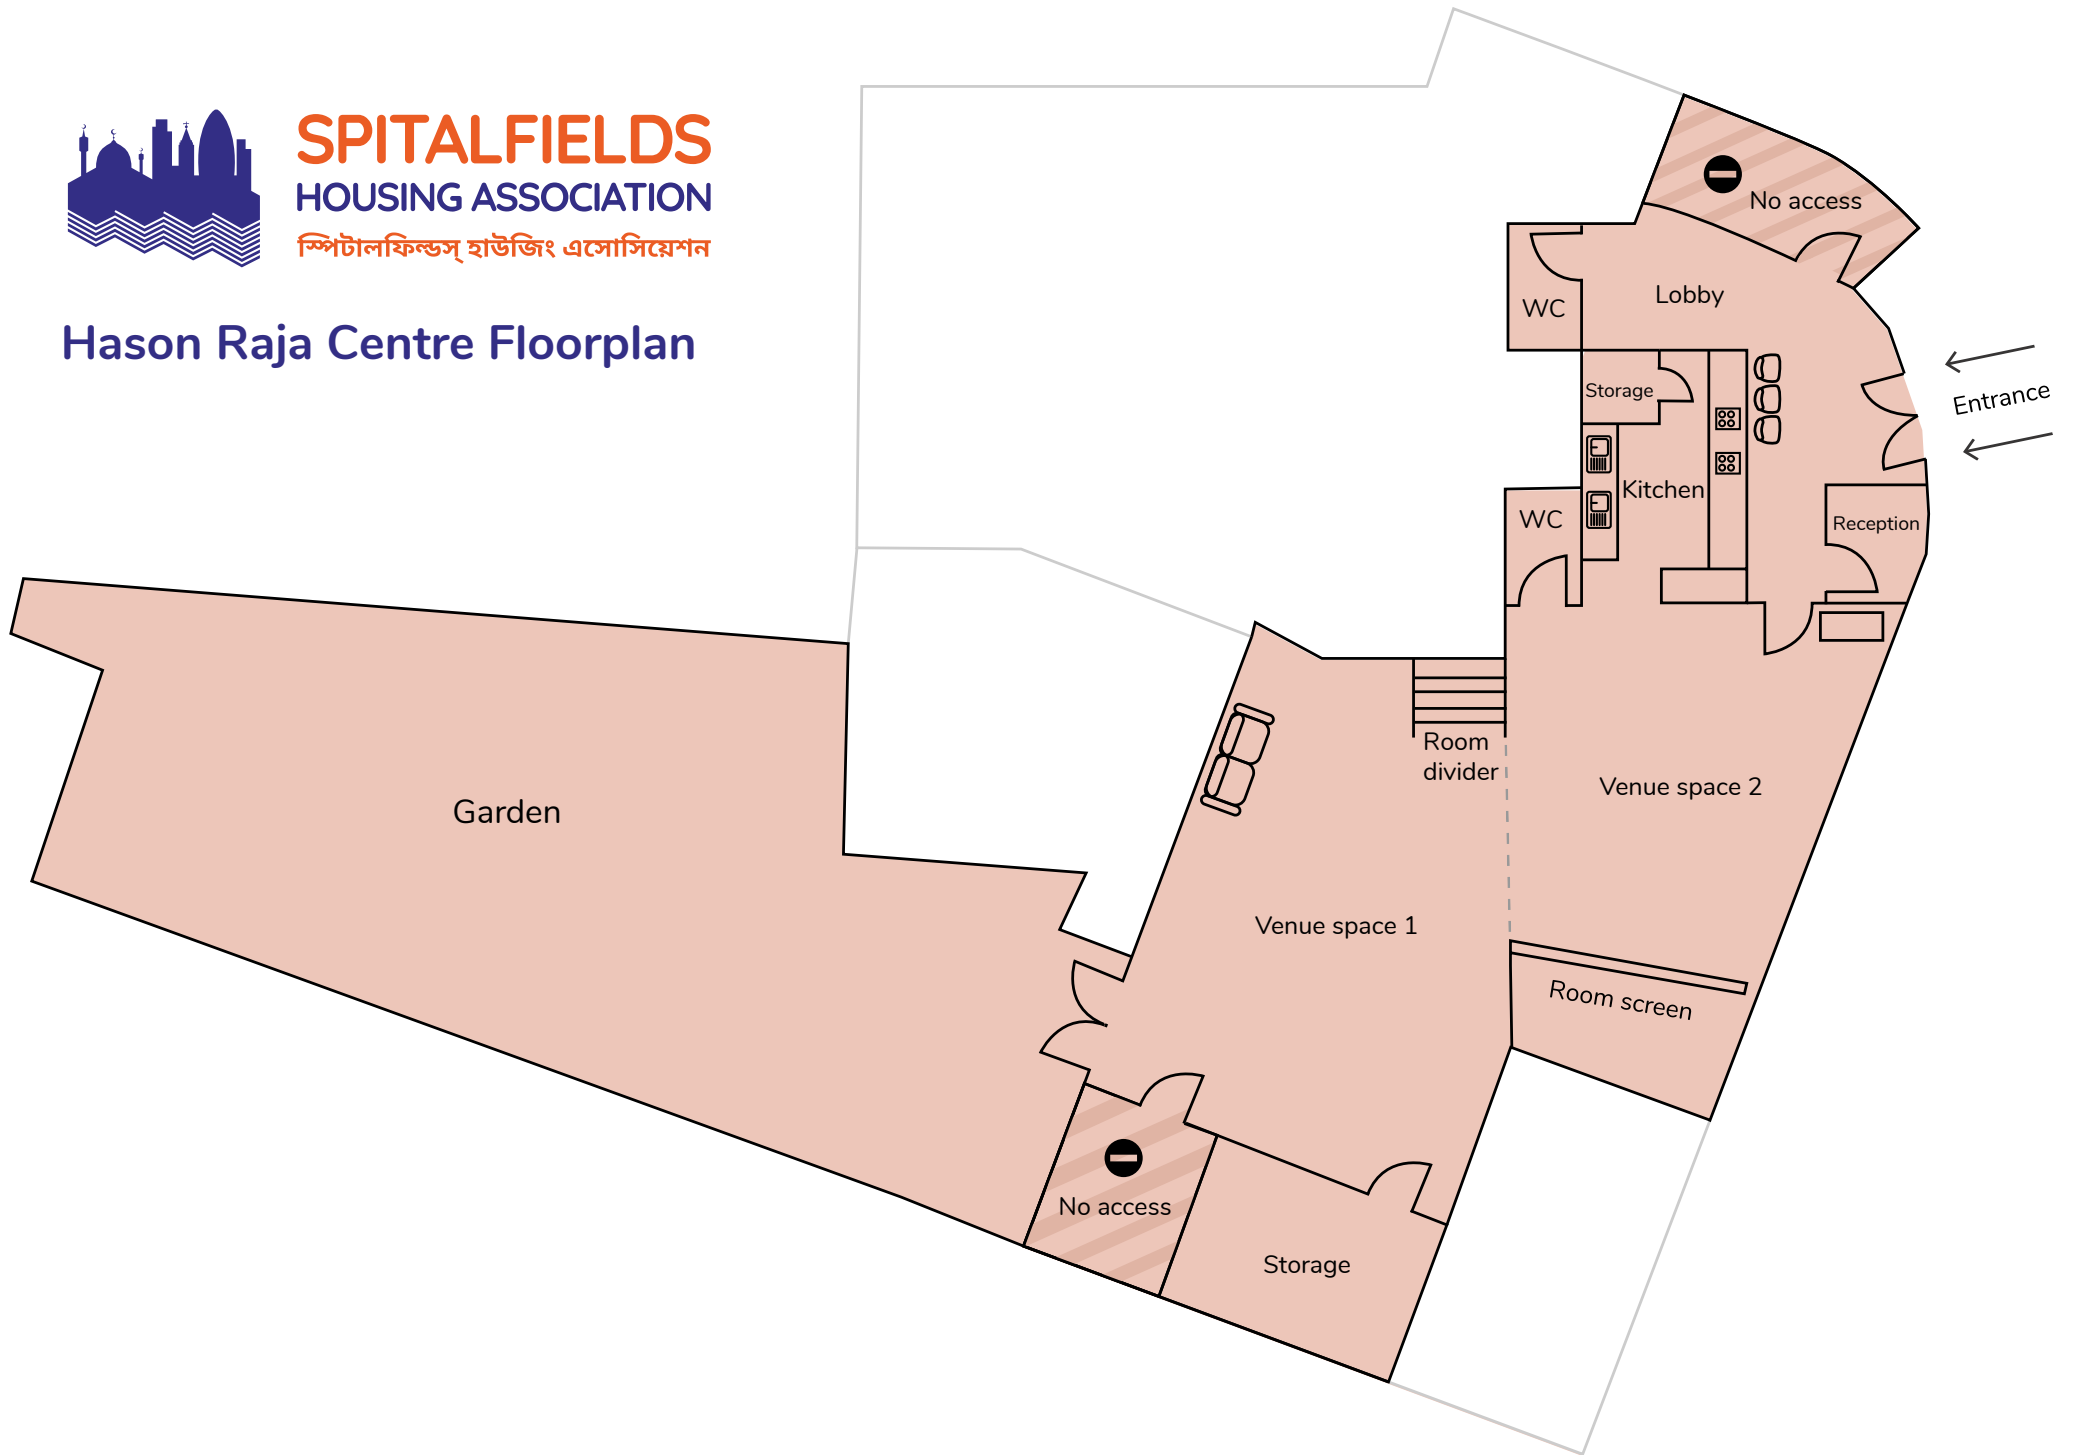 SPITALFIELDS
HOUSING ASSOCIATION
স্পিটালফিল্ডস্ হাউজিং এসোসিয়েশন
Hason Raja Centre Floorplan
No access
Lobby
WC
Entrance
Storage
Kitchen
WC
Reception
Room
divider
Venue space 2
Garden
Venue space 1
Room screen
No access
Storage